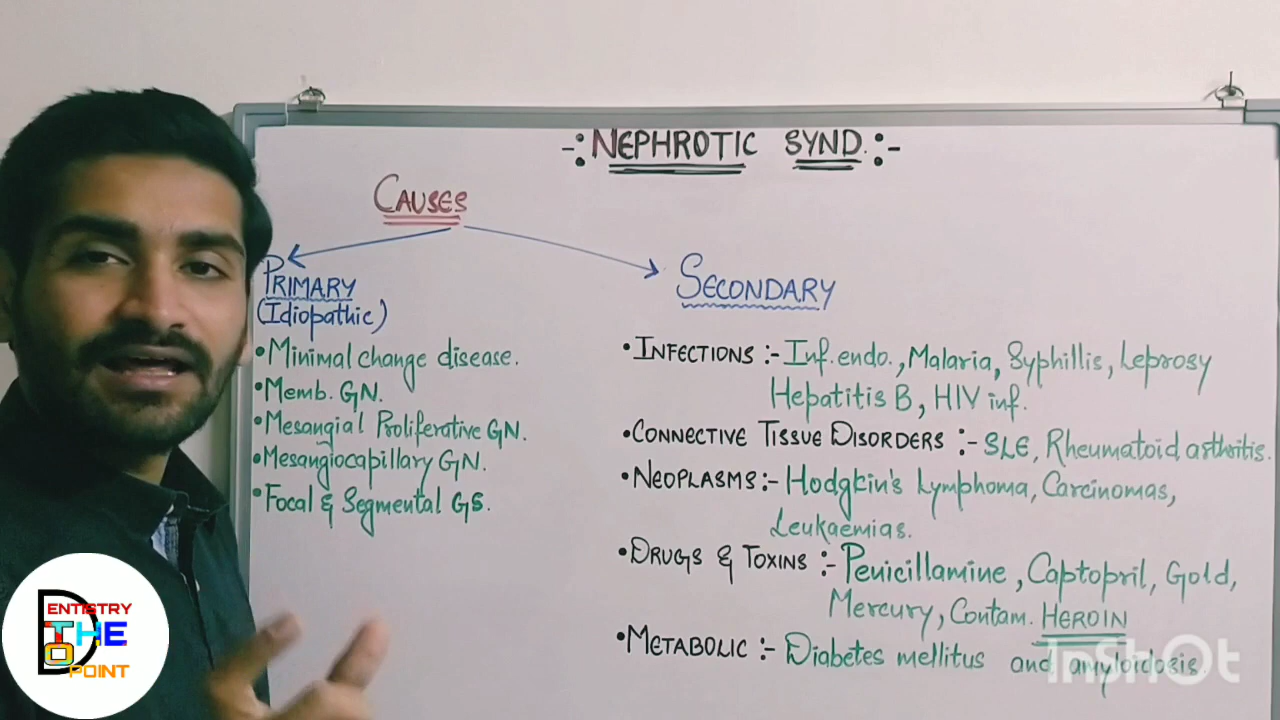 -:NEPHROTIC SYND.:-
CAUSES
PRIMARY
(Idiopathic)
•Minimal change disease.
•Memb. GN.
•Mesangial Proliferative GN.
•Mesangiocapillary GN.
•Focal & Segmental GS.
SECONDARY
•INFECTIONS :- Inf. endo., Malaria, Syphillis, Leprosy
Hepatitis B, HIV inf.
•CONNECTIVE TISSUE DISORDERS :- SLE, Rheumatoid arthritis.
•NEOPLASMS :- Hodgkin's Lymphoma, Carcinomas,
Leukaemias.
•DRUGS & TOXINS :- Penicillamine, Captopril, Gold,
Mercury, Contam. HEROIN
•METABOLIC :- Diabetes mellitus and amyloidosis
DENTISTRY
THE
TO
POINT
InShOt